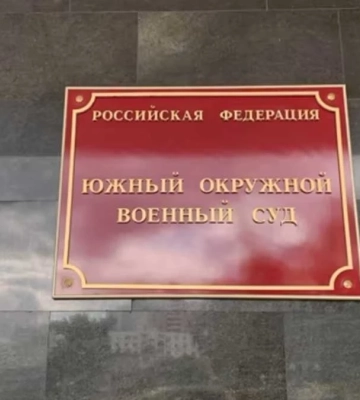 РОССИЙСКАЯ ФЕДЕРАЦИЯ
ЮЖНЫЙ ОКРУЖНОЙ
ВОЕННЫЙ СУД